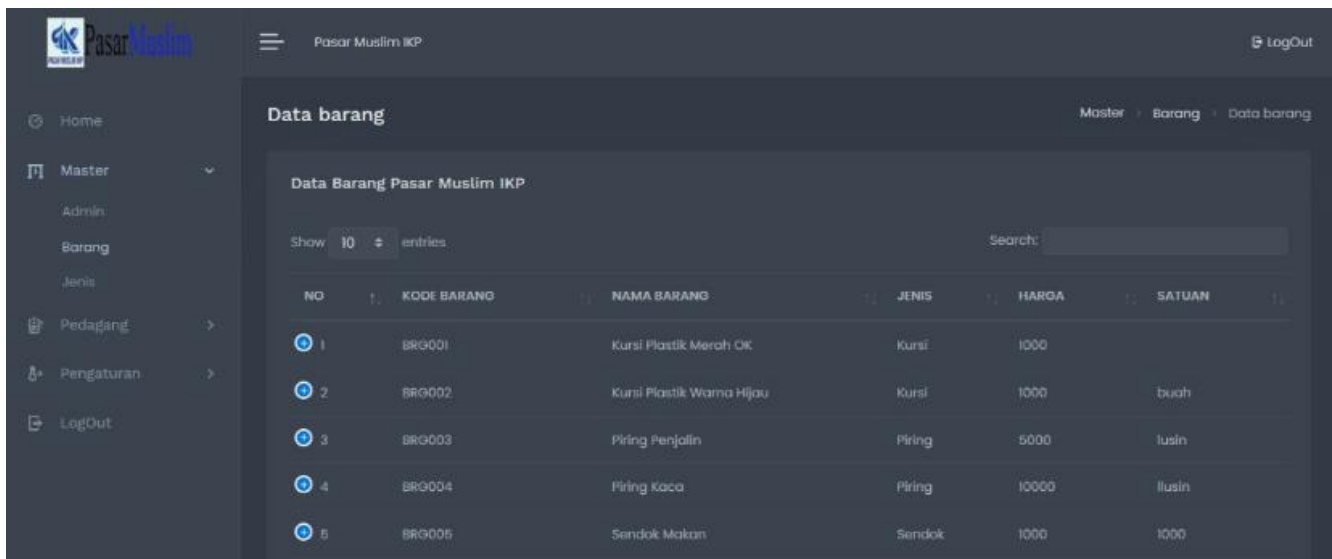 PasarMuslim
Pasar Muslim IKP
LogOut
Home
Master
Admin
Barang
Jenis
Pedagang
Pengaturan
LogOut
Data barang
Master Barang Data barang
Data Barang Pasar Muslim IKP
Show 10 entries
Search:
NO KODE BARANG NAMA BARANG JENIS HARGA SATUAN
1 BRG001 Kursi Plastik Merah OK Kursi 1000
2 BRG002 Kursi Plastik Warna Hijau Kursi 1000 buah
3 BRG003 Piring Penjalin Piring 5000 lusin
4 BRG004 Piring Kaca Piring 10000 llusin
5 BRG005 Sendok Makan Sendok 1000 1000